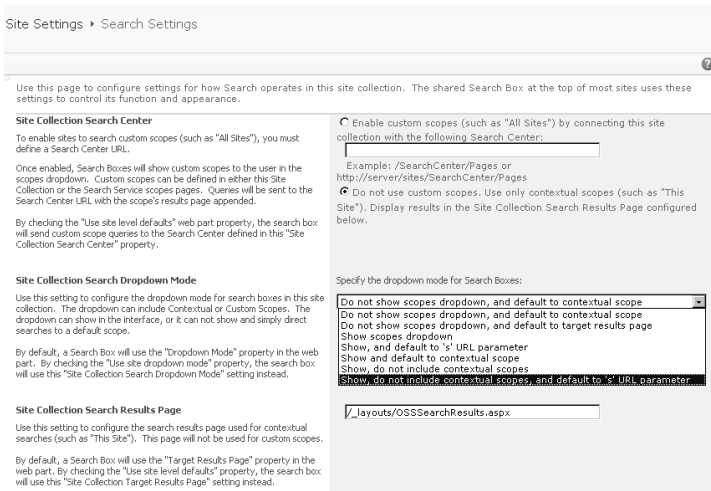 Site Settings ▸ Search Settings
Use this page to configure settings for how Search operates in this site collection. The shared Search Box at the top of most sites uses these
settings to control its function and appearance.
Site Collection Search Center
To enable sites to search custom scopes (such as "All Sites"), you must
define a Search Center URL.
Once enabled, Search Boxes will show custom scopes to the user in the
scopes dropdown. Custom scopes can be defined in either this Site
Collection or the Search Service scopes pages. Queries will be sent to the
Search Center URL with the scope's results page appended.
By checking the "Use site level defaults" web part property, the search box
will send custom scope queries to the Search Center defined in this "Site
Collection Search Center" property.
Enable custom scopes (such as "All Sites") by connecting this site
collection with the following Search Center:
Example: /SearchCenter/Pages or
http://server/sites/SearchCenter/Pages
Do not use custom scopes. Use only contextual scopes (such as "This
Site"). Display results in the Site Collection Search Results Page configured
below.
Site Collection Search Dropdown Mode
Use this setting to configure the dropdown mode for search boxes in this site
collection. The dropdown can include Contextual or Custom Scopes. The
dropdown can show in the interface, or it can not show and simply direct
searches to a default scope.
By default, a Search Box will use the "Dropdown Mode" property in the web
part. By checking the "Use site dropdown mode" property, the search box
will use this "Site Collection Search Dropdown Mode" setting instead.
Specify the dropdown mode for Search Boxes:
Do not show scopes dropdown, and default to contextual scope
Do not show scopes dropdown, and default to contextual scope
Do not show scopes dropdown, and default to target results page
Show scopes dropdown
Show, and default to 's' URL parameter
Show and default to contextual scope
Show, do not include contextual scopes
Show, do not include contextual scopes, and default to 's' URL parameter
Site Collection Search Results Page
Use this setting to configure the search results page used for contextual
searches (such as "This Site"). This page will not be used for custom scopes.
By default, a Search Box will use the "Target Results Page" property in the
web part. By checking the "Use site level defaults" property, the search box
will use this "Site Collection Target Results Page" setting instead.
/_layouts/OSSSearchResults.aspx